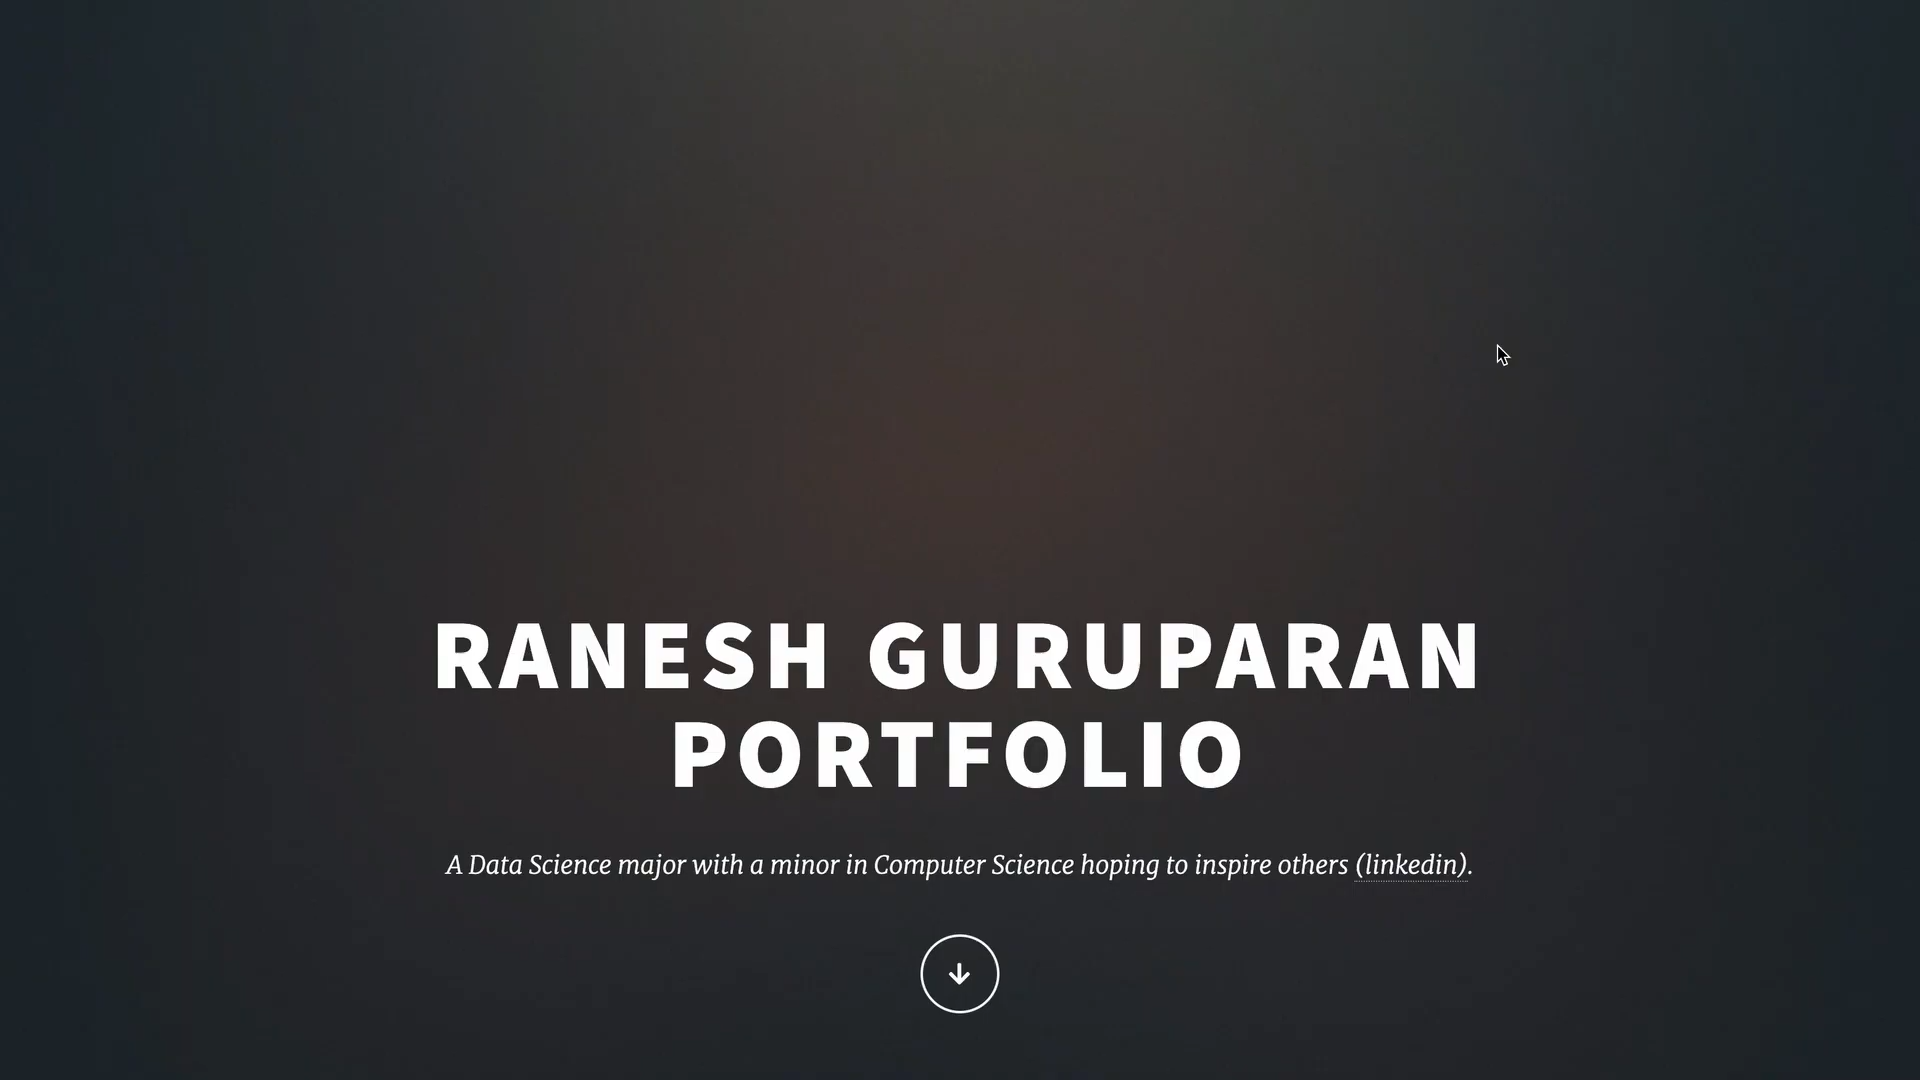 RANESH GURUPARAN
PORTFOLIO
A Data Science major with a minor in Computer Science hoping to inspire others (linkedin).